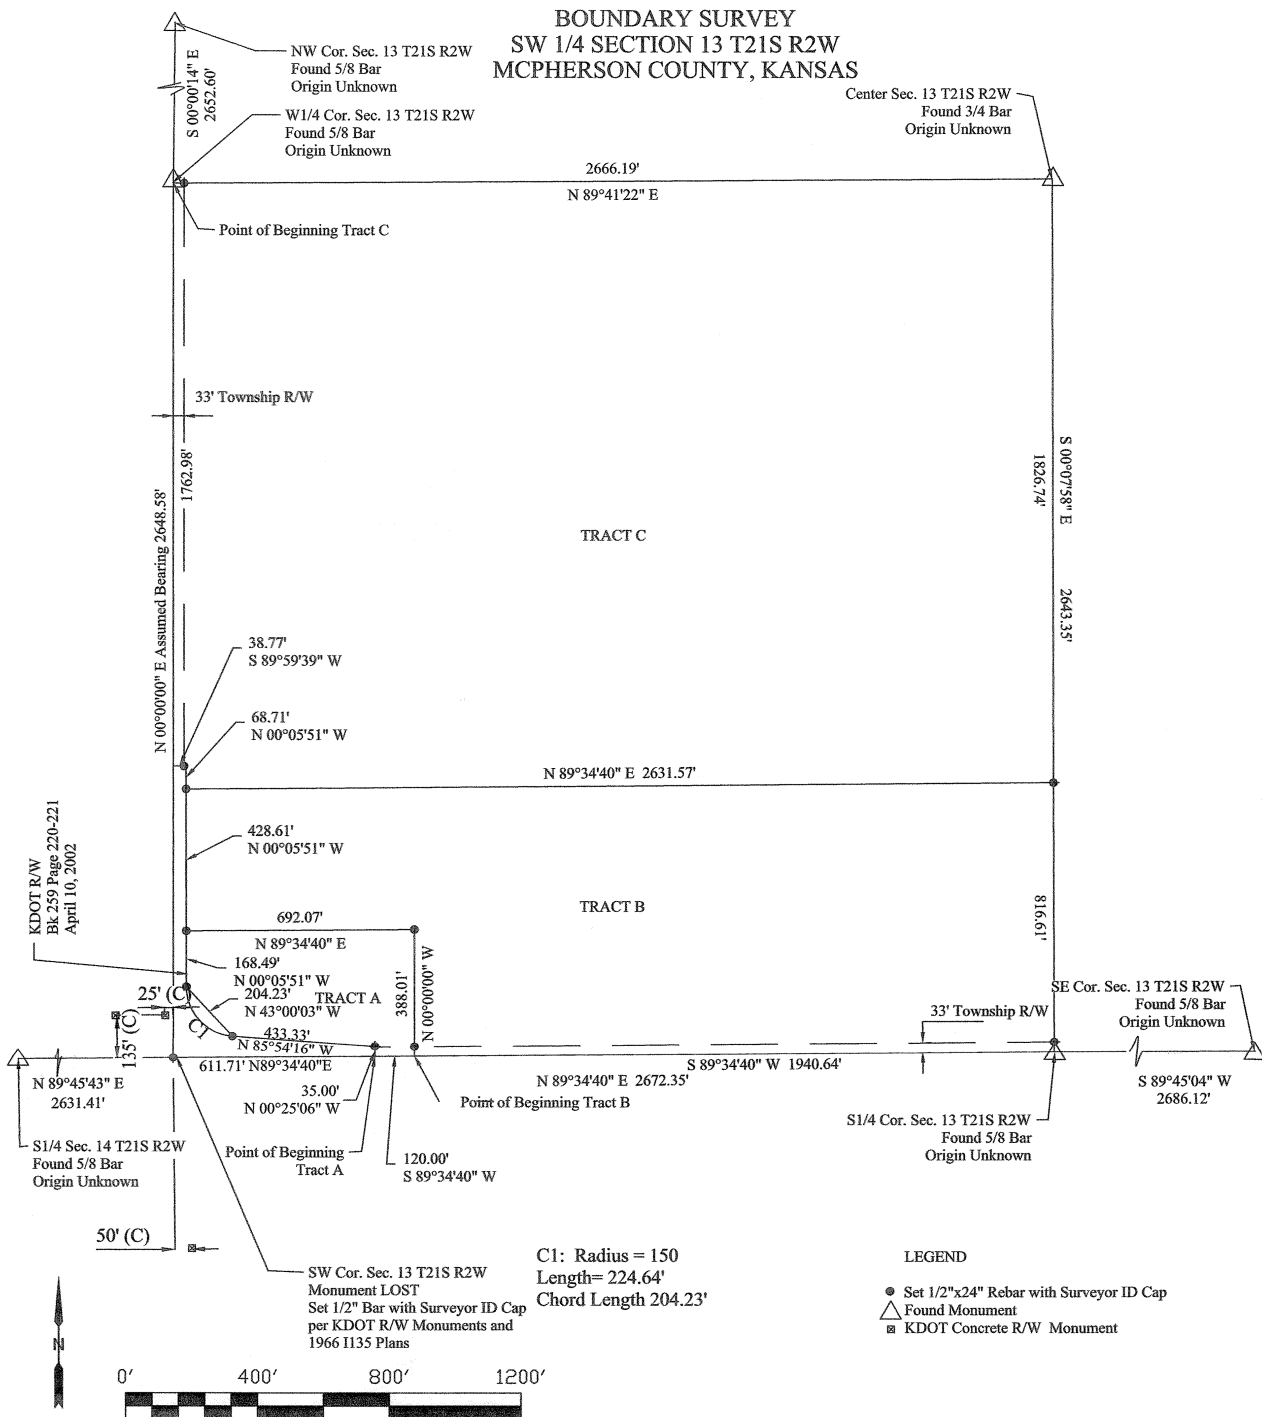 BOUNDARY SURVEY
SW 1/4 SECTION 13 T21S R2W
MCPHERSON COUNTY, KANSAS
NW Cor. Sec. 13 T21S R2W
Found 5/8 Bar
Origin Unknown
S 00°00'14" E
2652.60'
W1/4 Cor. Sec. 13 T21S R2W
Found 5/8 Bar
Origin Unknown
Center Sec. 13 T21S R2W
Found 3/4 Bar
Origin Unknown
2666.19'
N 89°41'22" E
Point of Beginning Tract C
33' Township R/W
1762.98'
N 00°00'00" E Assumed Bearing 2648.58'
S 00°07'58" E
1826.74'
2643.35'
TRACT C
38.77'
S 89°59'39" W
68.71'
N 00°05'51" W
N 89°34'40" E 2631.57'
KDOT R/W
Bk 259 Page 220-221
April 10, 2002
428.61'
N 00°05'51" W
TRACT B
816.61'
692.07'
N 89°34'40" E
168.49'
N 00°05'51" W
204.23'
N 43°00'03" W
TRACT A
388.01'
N 00°00'00" W
25' (C)
135' (C)
C1
433.33'
N 85°54'16" W
611.71' N89°34'40"E
33' Township R/W
SE Cor. Sec. 13 T21S R2W
Found 5/8 Bar
Origin Unknown
S 89°34'40" W 1940.64'
N 89°34'40" E 2672.35'
N 89°45'43" E
2631.41'
S 89°45'04" W
2686.12'
35.00'
N 00°25'06" W
Point of Beginning Tract B
S1/4 Cor. Sec. 13 T21S R2W
Found 5/8 Bar
Origin Unknown
S1/4 Sec. 14 T21S R2W
Found 5/8 Bar
Origin Unknown
Point of Beginning
Tract A
120.00'
S 89°34'40" W
50' (C)
SW Cor. Sec. 13 T21S R2W
Monument LOST
Set 1/2" Bar with Surveyor ID Cap
per KDOT R/W Monuments and
1966 I135 Plans
C1: Radius = 150
Length= 224.64'
Chord Length 204.23'
LEGEND
Set 1/2"x24" Rebar with Surveyor ID Cap
Found Monument
KDOT Concrete R/W Monument
N
0' 400' 800' 1200'